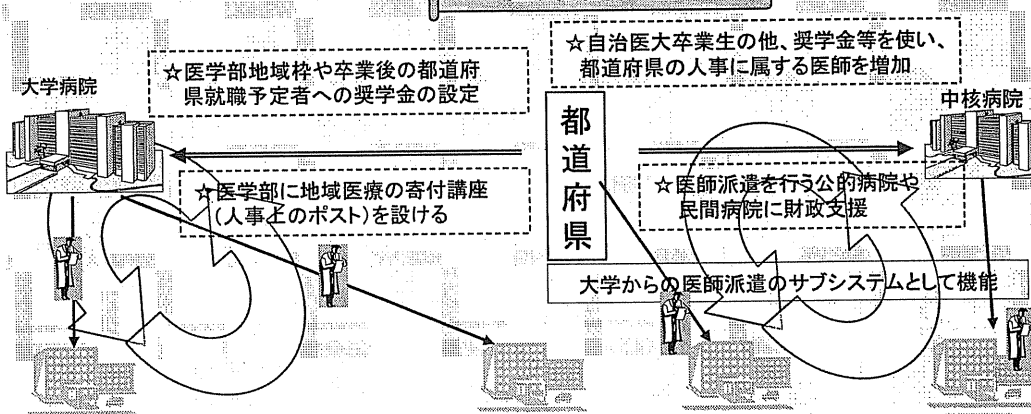 大学病院
☆医学部地域枠や卒業後の都道府
県就職予定者への奨学金の設定
☆医学部に地域医療の寄付講座
(人事上のポスト)を設ける
☆自治医大卒業生の他、奨学金等を使い、
都道府県の人事に属する医師を増加
都道府県
中核病院
☆医師派遣を行う公的病院や
民間病院に財政支援
大学からの医師派遣のサブシステムとして機能